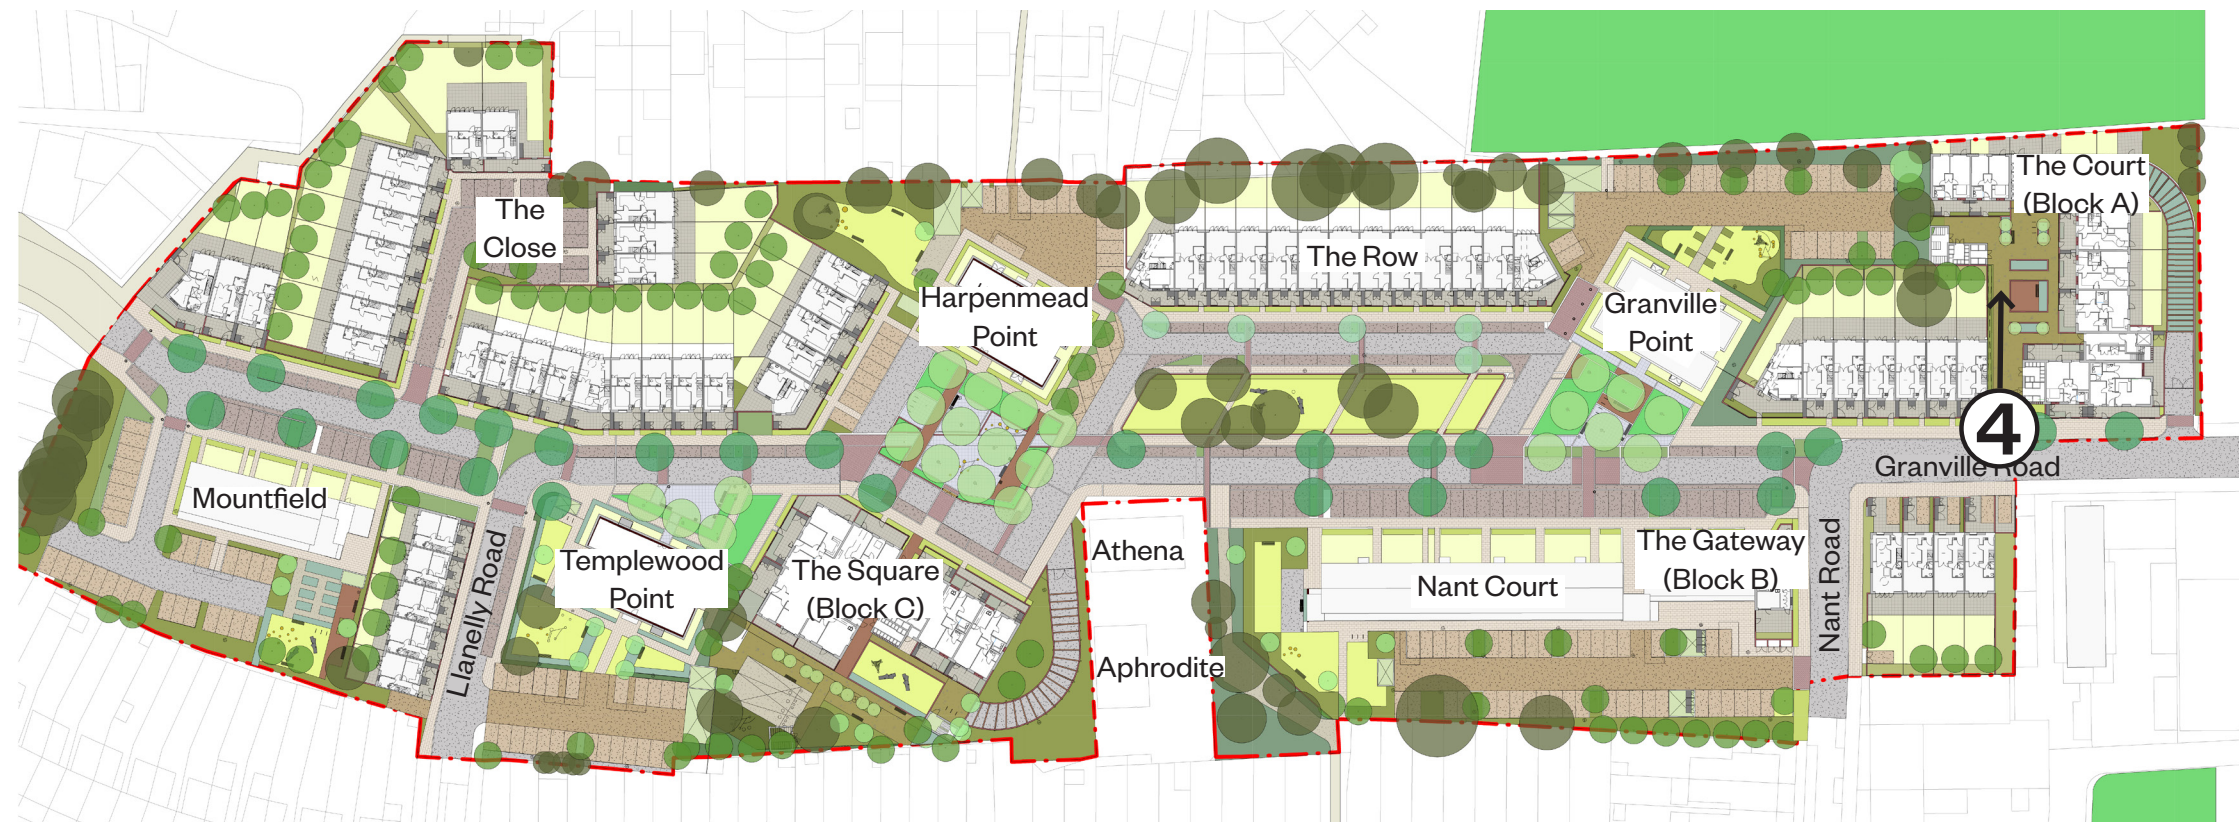 The Court
(Block A)
The
Close
The Row
Harpenmead
Point
Granville
Point
4
Granville Road
Mountfield
Llanelly Road
Templewood
Point
The Square
(Block C)
Athena
Aphrodite
Nant Court
The Gateway
(Block B)
Nant Road